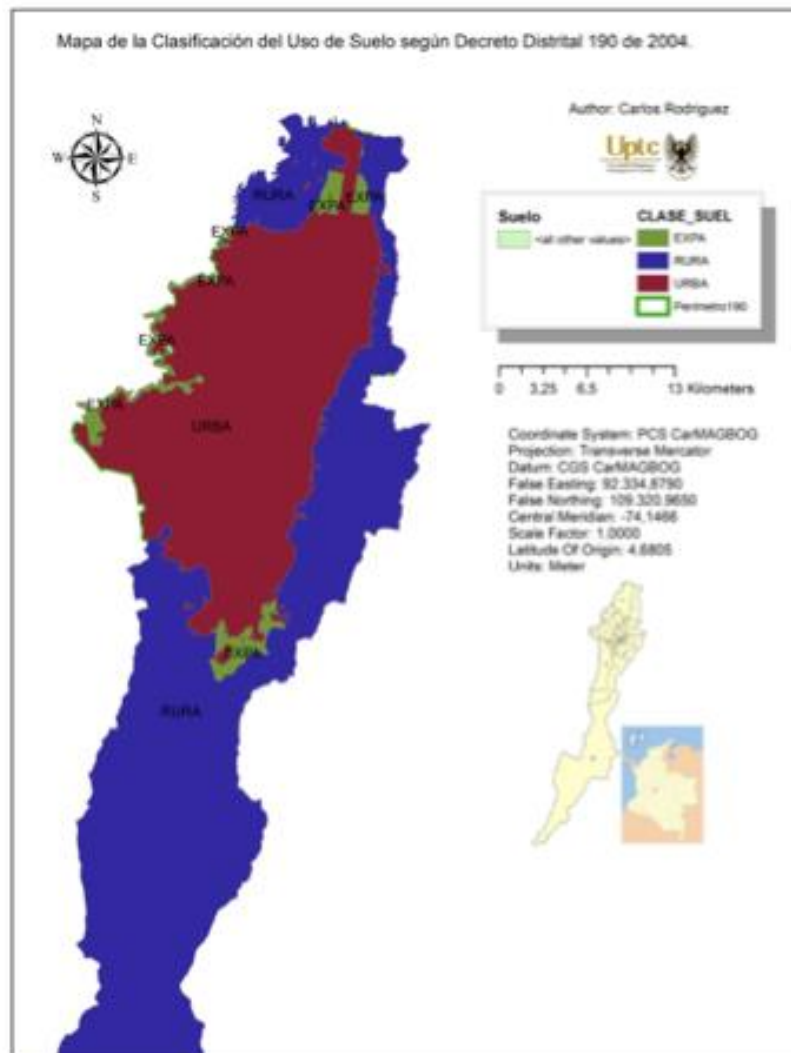 Mapa de la Clasificación del Uso de Suelo según Decreto Distrital 190 de 2004.
Author: Carlos Rodriguez
N
W
E
S
Uptc
Suelo
<all other values>
CLASE_SUEL
EXPA
RURA
URBA
Perimetro190
0 3.25 6.5 13 Kilometers
Coordinate System: PCS CarMAGBOG
Projection: Transverse Mercator
Datum: CGS CarMAGBOG
False Easting: 92.334,8790
False Northing: 109.320,9650
Central Meridian: -74,1466
Scale Factor: 1,0000
Latitude Of Origin: 4,6805
Units: Meter
RURA
EXPA
EXPA
EXPA
EXPA
EXPA
EXPA
URBA
EXPA
RURA